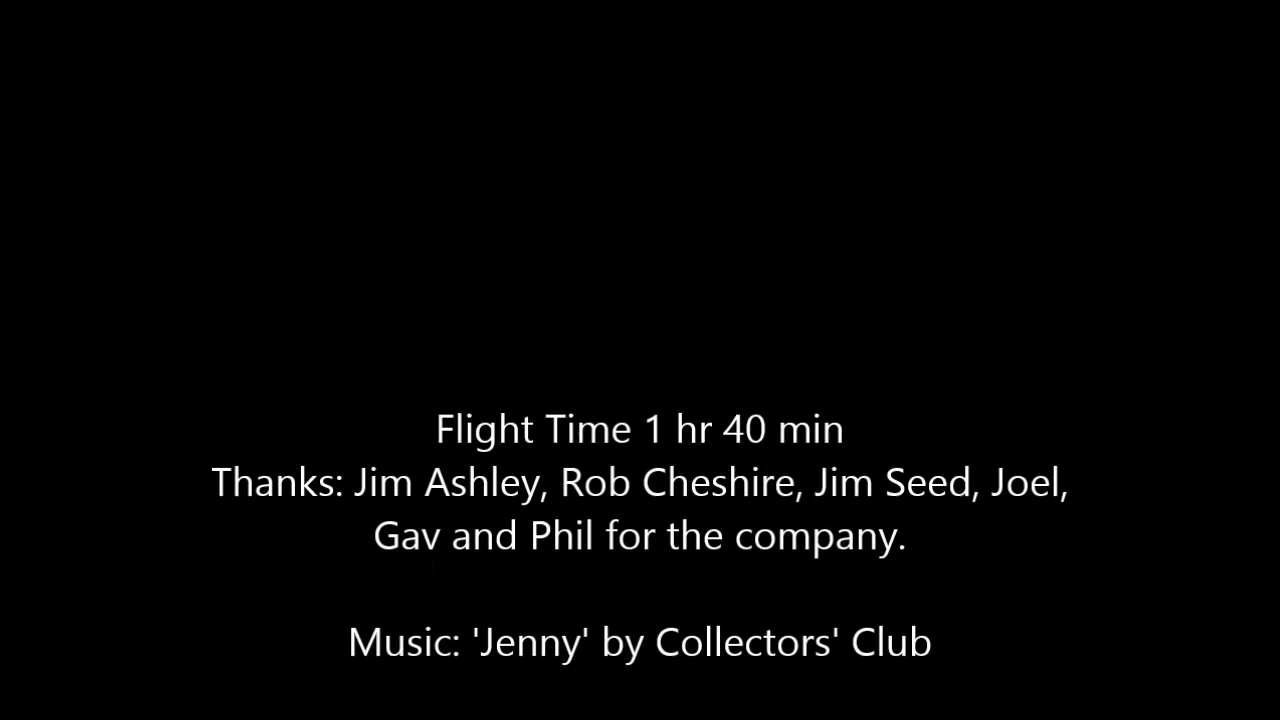 Flight Time 1 hr 40 min
Thanks: Jim Ashley, Rob Cheshire, Jim Seed, Joel,
Gav and Phil for the company.
Music: 'Jenny' by Collectors' Club